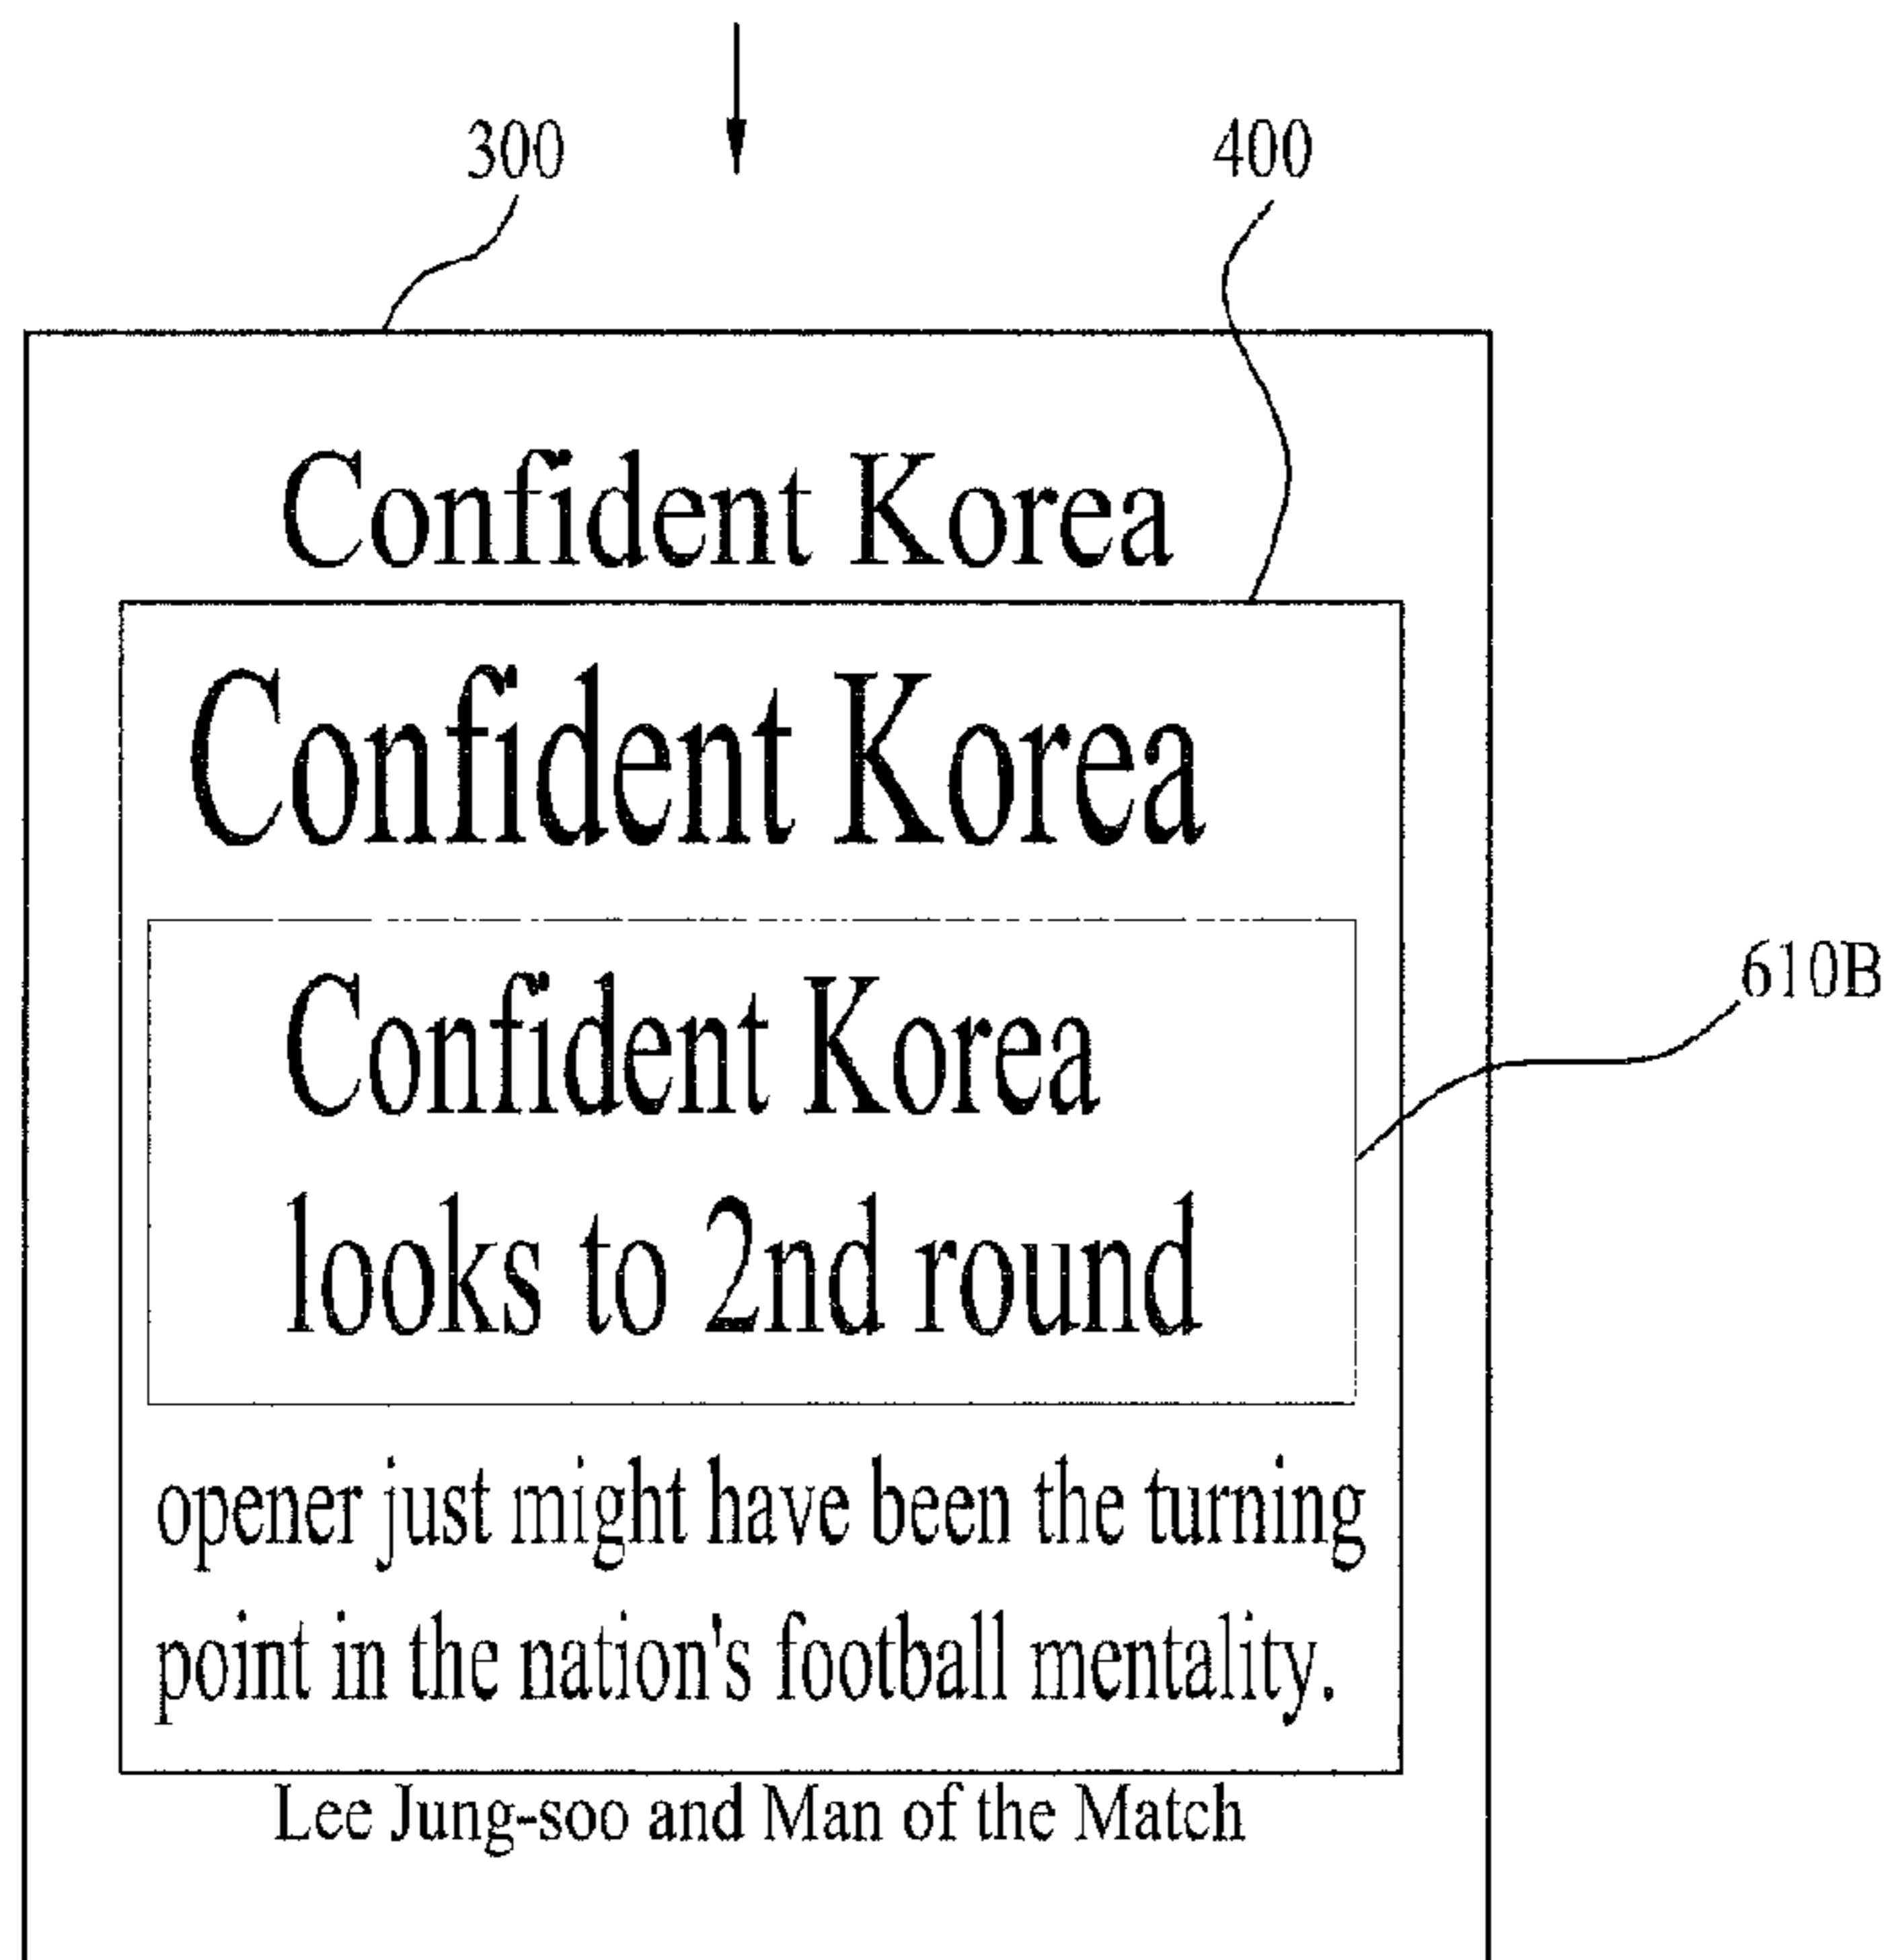 300
400
Confident Korea
Confident Korea
610B
Confident Korea
looks to 2nd round
opener just might have been the turning
point in the nation's football mentality.
Lee Jung-soo and Man of the Match